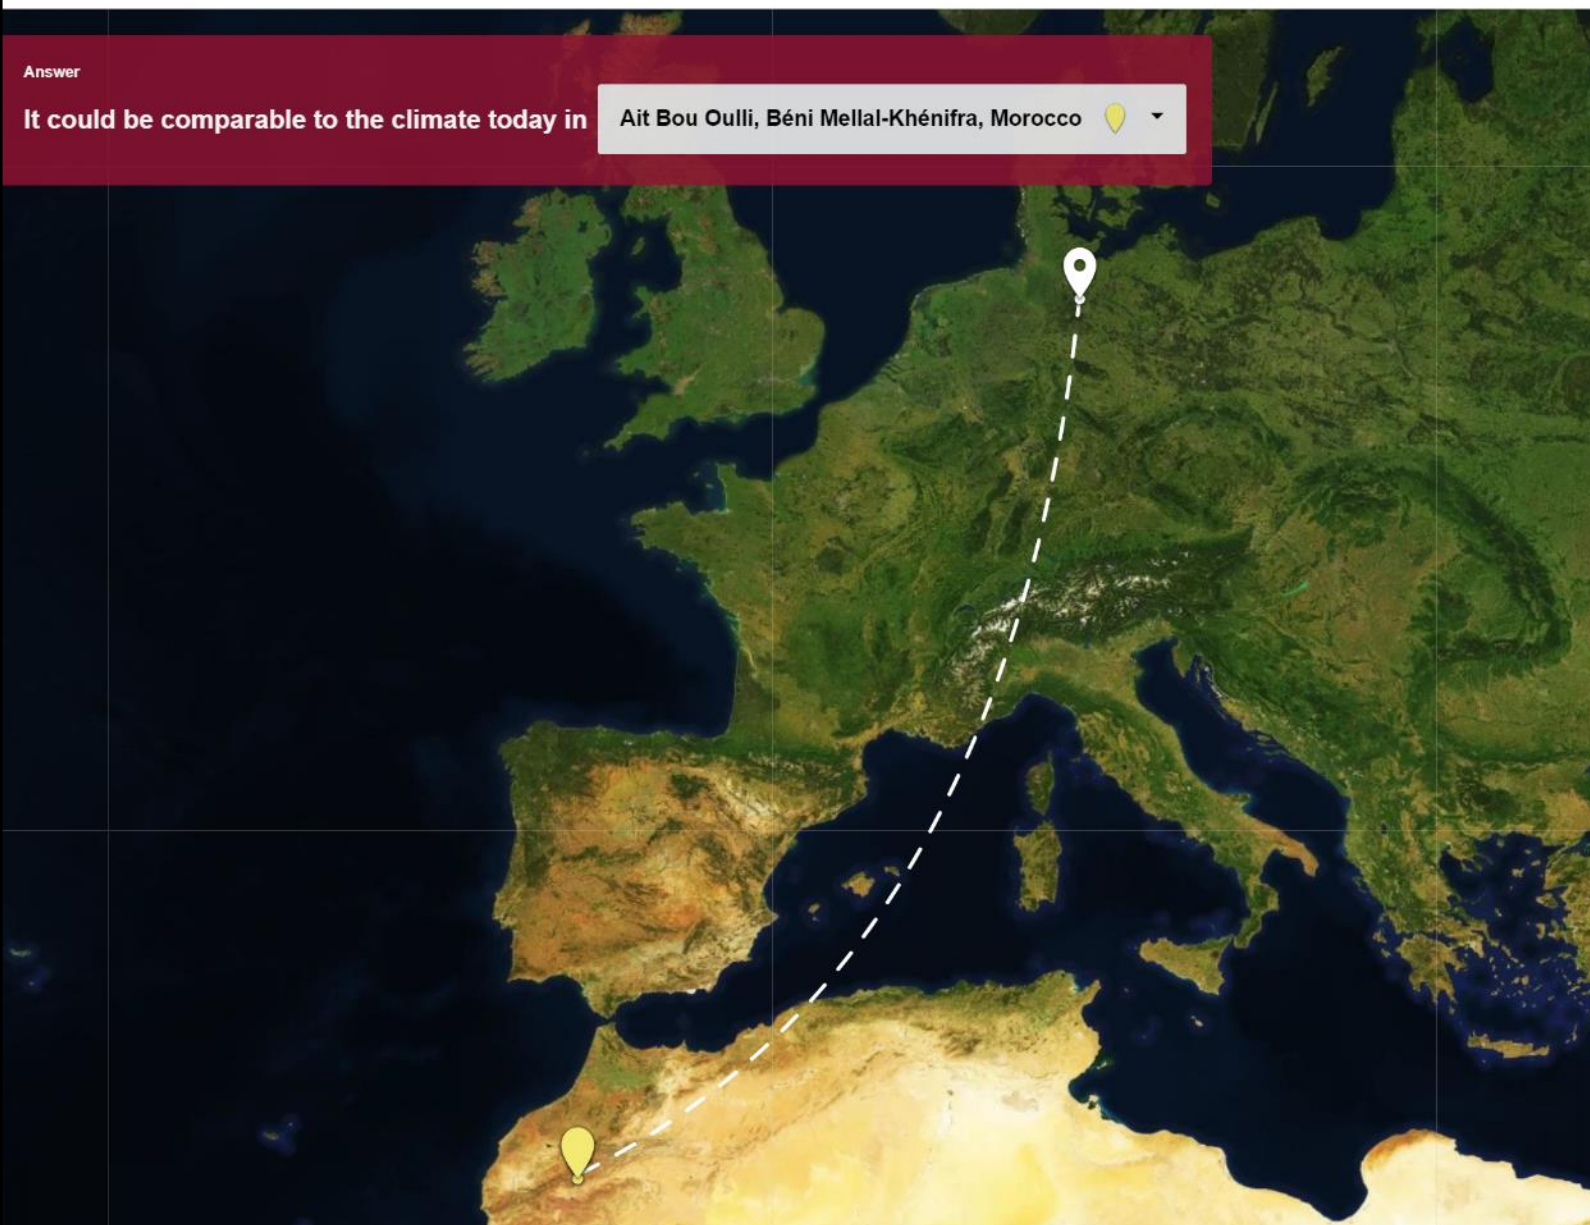 Answer
It could be comparable to the climate today in Ait Bou Oulli, Béni Mellal-Khénifra, Morocco